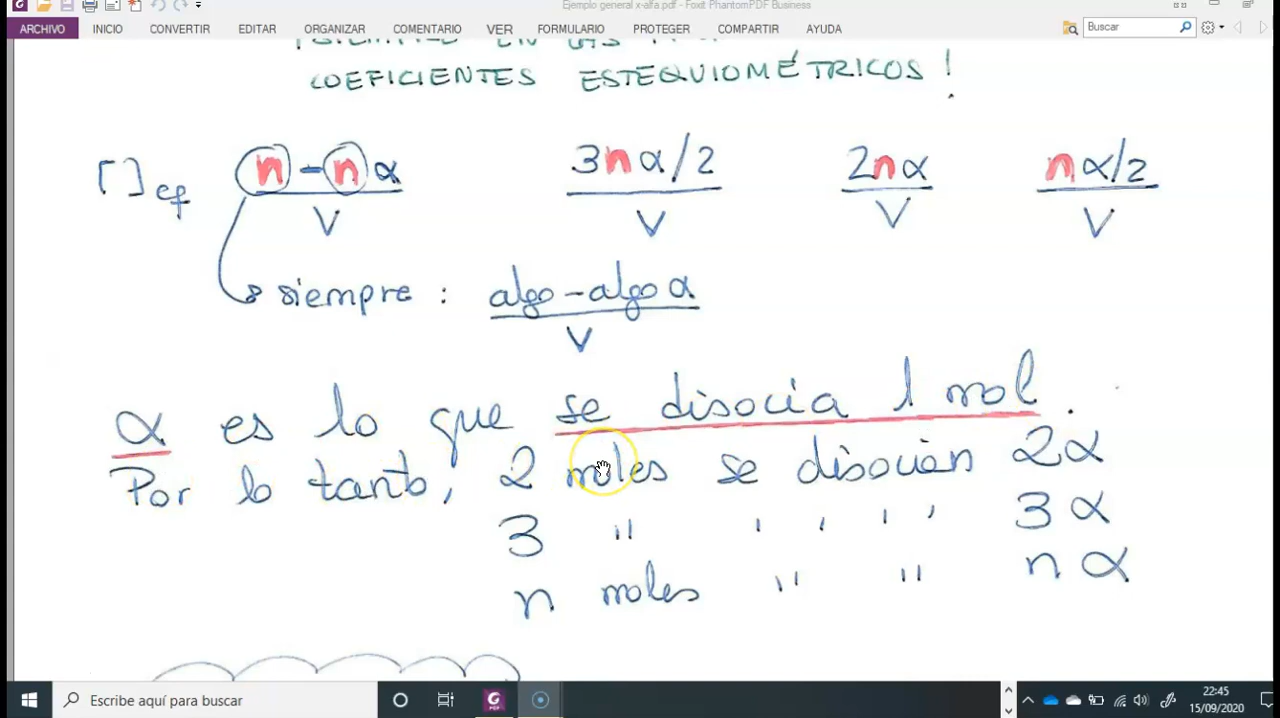 Ejemplo general x-alfa.pdf - Foxit PhantomPDF Business
ARCHIVO INICIO CONVERTIR EDITAR ORGANIZAR COMENTARIO VER FORMULARIO PROTEGER COMPARTIR AYUDA Buscar
COEFICIENTES ESTEQUIOMÉTRICOS!
[ ]eq n - nα / V 3nα/2 / V 2nα / V nα/2 / V
siempre : algo - algo α / V
α es lo que se disocia 1 mol.
Por lo tanto, 2 moles se disocian 2α
3 " ' ' ' ' 3α
n moles " " nα
Escribe aquí para buscar
22:45
15/09/2020